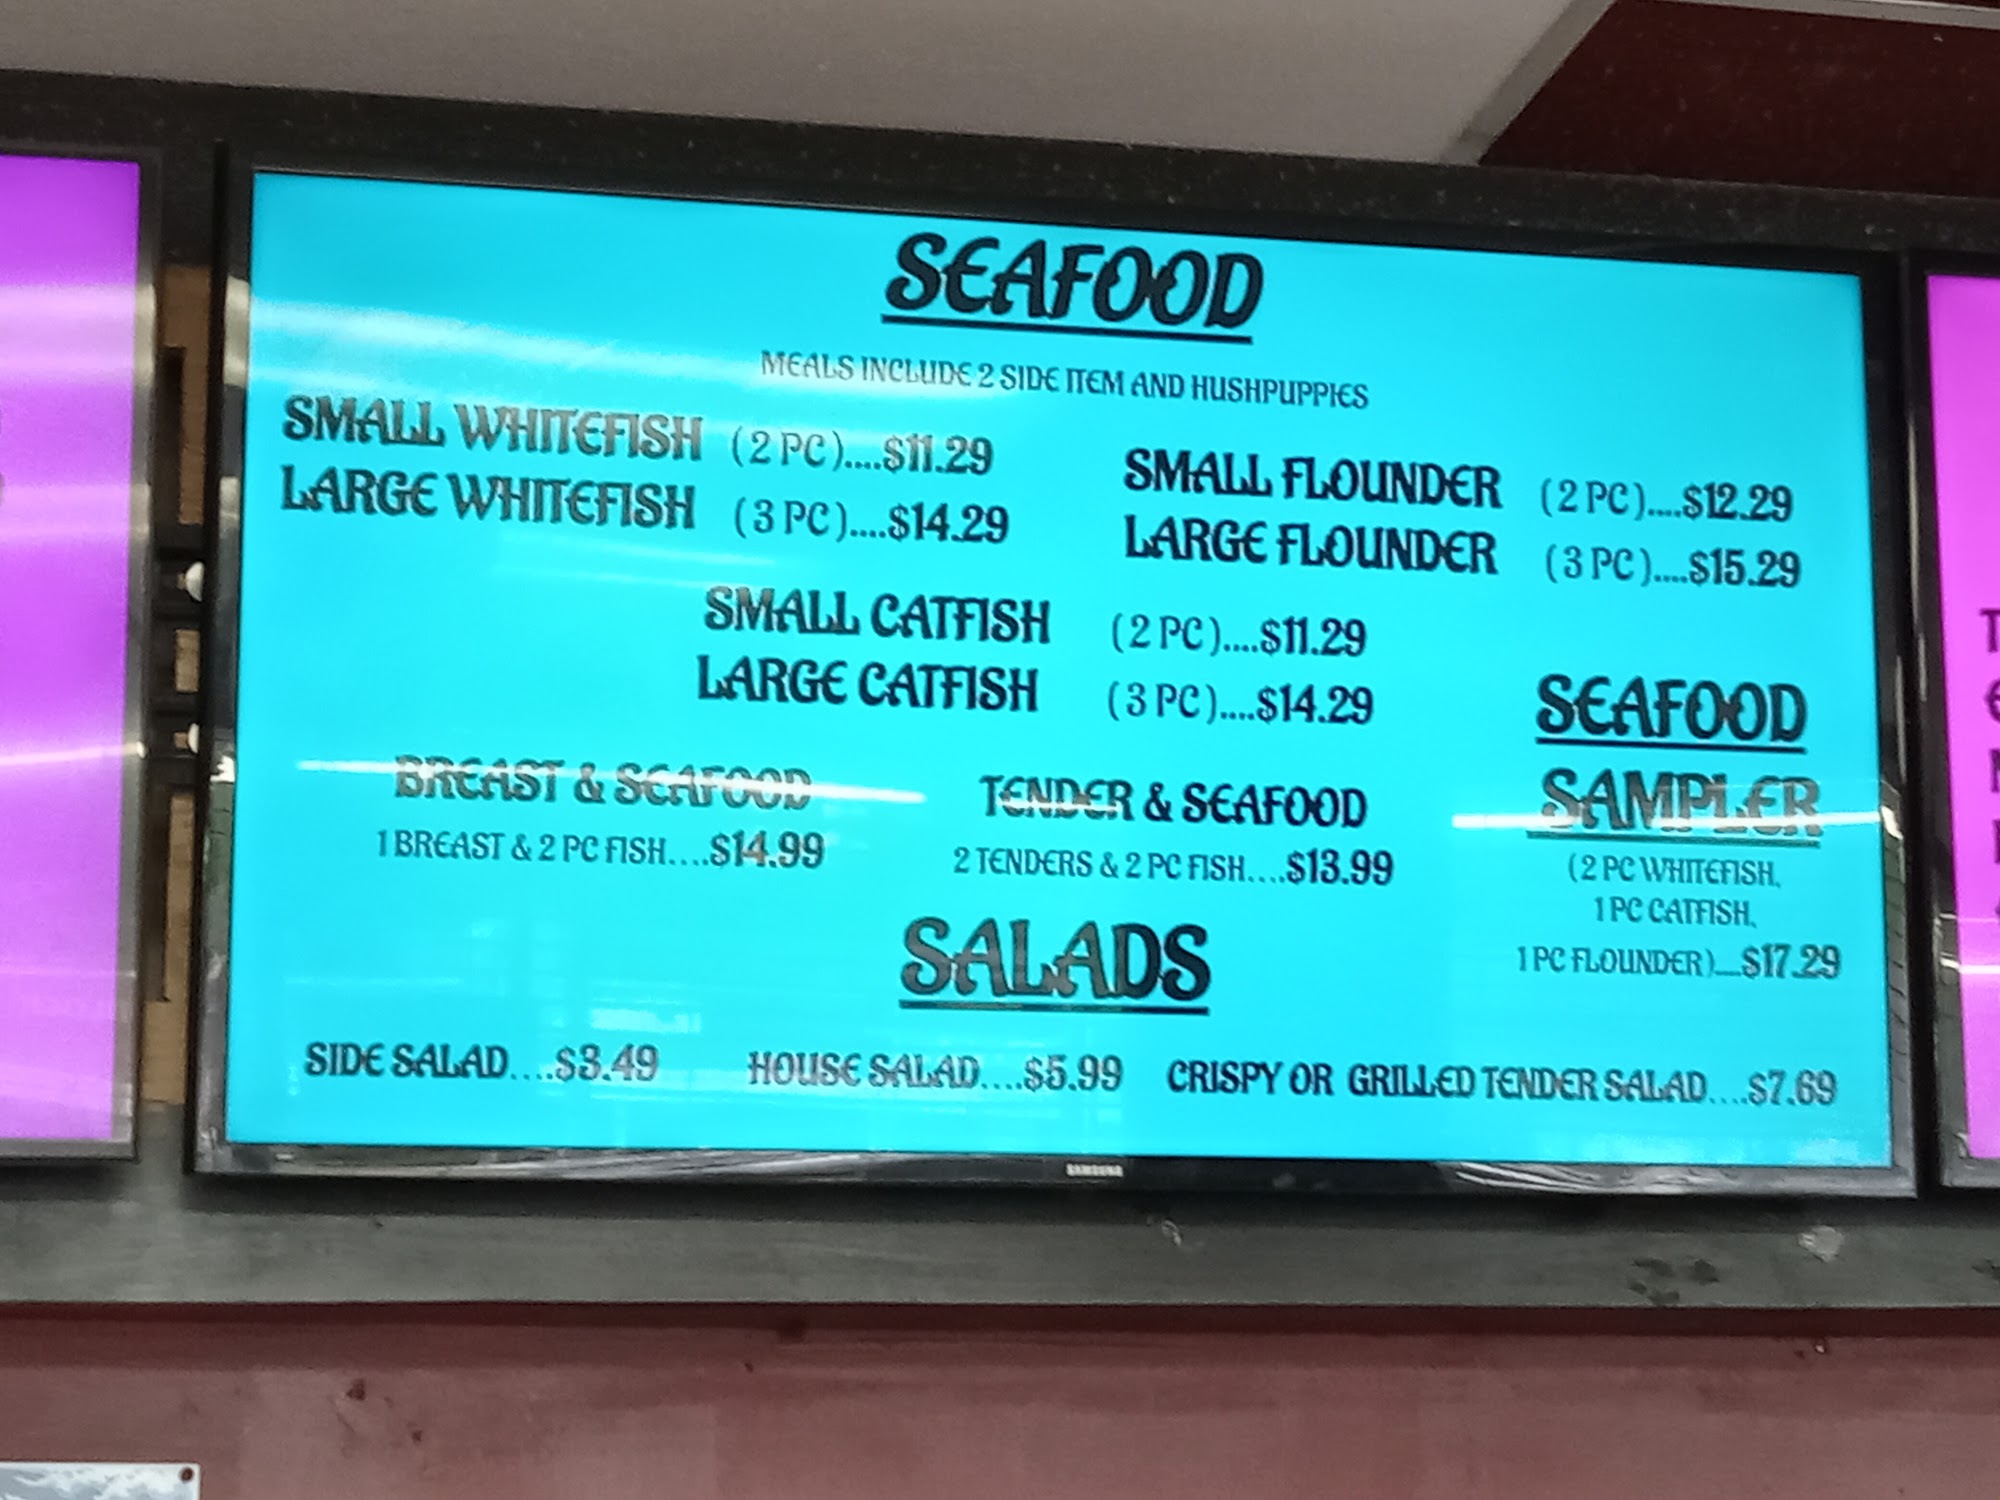 SEAFOOD
MEALS INCLUDE 2 SIDE ITEM AND HUSHPUPPIES
SMALL WHITEFISH (2 PC)....$11.29
LARGE WHITEFISH (3 PC)....$14.29
SMALL FLOUNDER (2 PC)....$12.29
LARGE FLOUNDER (3 PC)....$15.29
SMALL CATFISH (2 PC)....$11.29
LARGE CATFISH (3 PC)....$14.29
BREAST & SEAFOOD
1 BREAST & 2 PC FISH....$14.99
TENDER & SEAFOOD
2 TENDERS & 2 PC FISH....$13.99
SEAFOOD
SAMPLER
(2 PC WHITEFISH,
1 PC CATFISH,
1 PC FLOUNDER)....$17.29
SALADS
SIDE SALAD....$3.49
HOUSE SALAD....$5.99
CRISPY OR GRILLED TENDER SALAD....$7.69
SAMSUNG